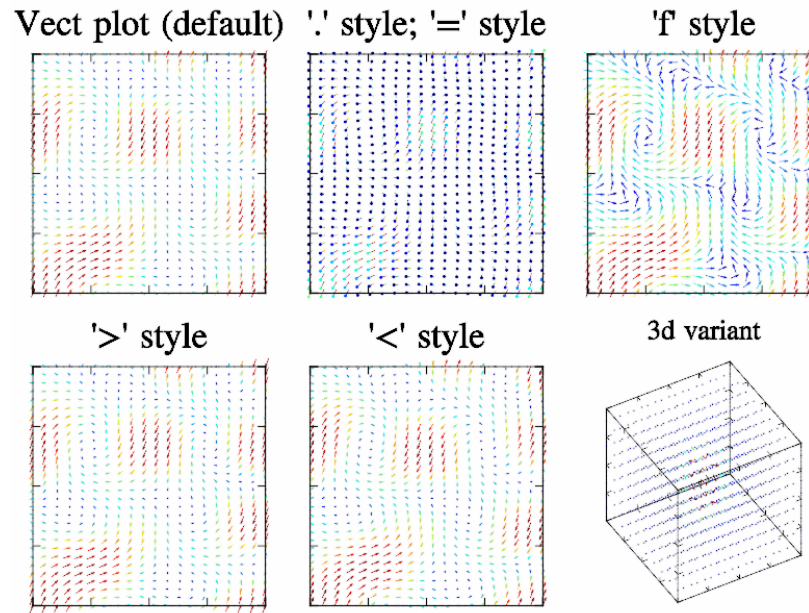 Vect plot (default)
'.' style; '=' style
'f' style
'>' style
'<' style
3d variant